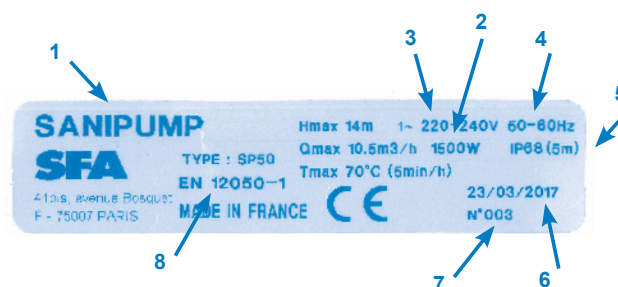 3 2 4
1
5
SANIPUMP Hmax 14m 1~ 220-240V 50-60Hz
SFA TYPE : SP50 Qmax 10.5m3/h 1500W IP68 (5m)
EN 12050-1 Tmax 70°C (5min/h)
41bis, avenue Bosquet
F - 75007 PARIS MADE IN FRANCE CE
23/03/2017
N°003
8
7 6